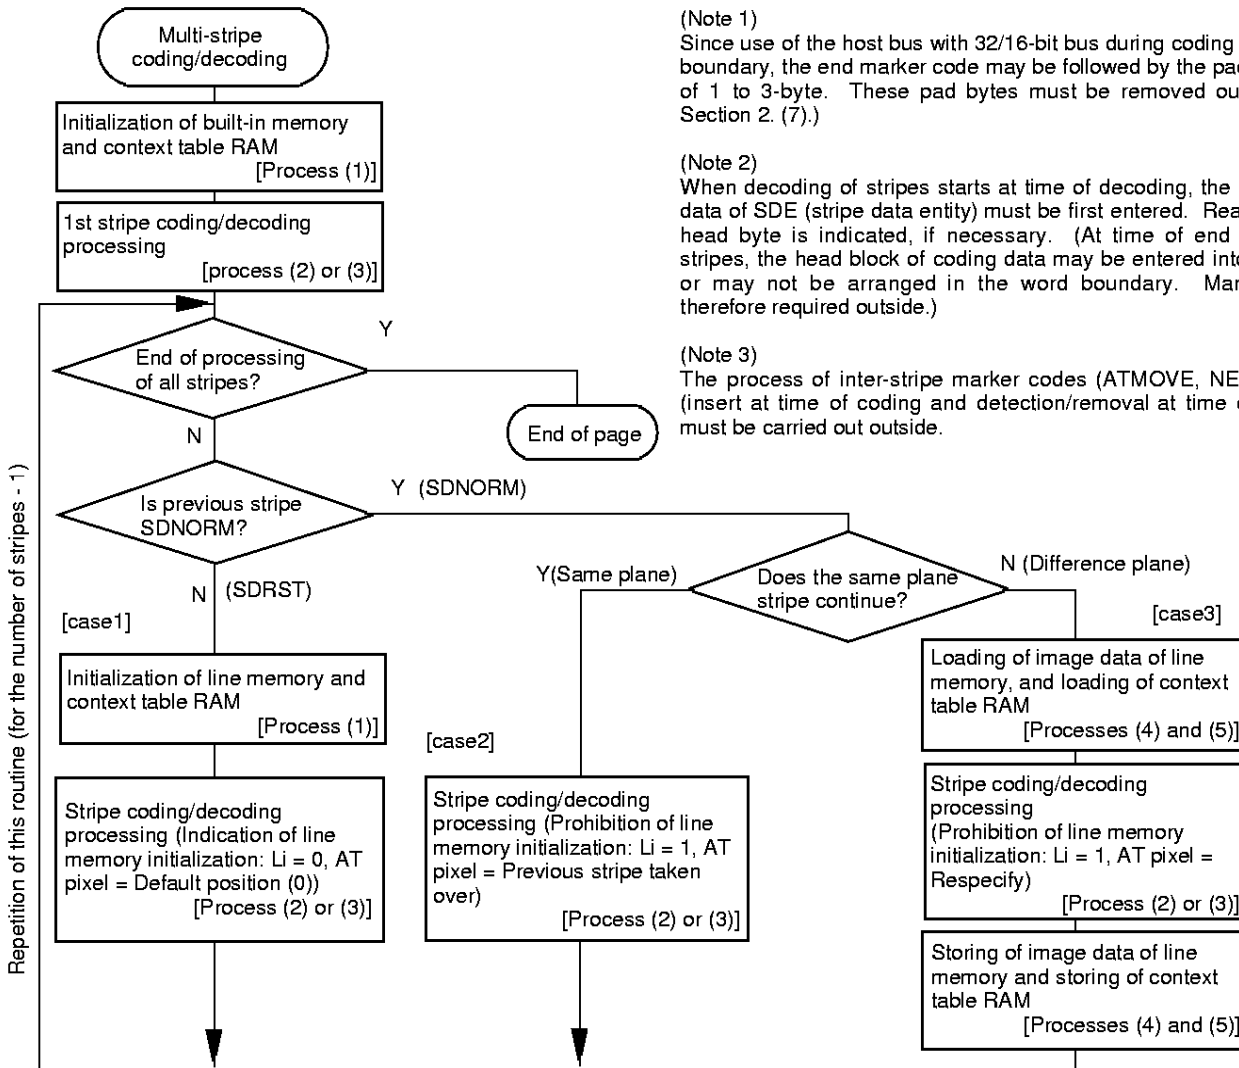 Multi-stripe
coding/decoding
Initialization of built-in memory
and context table RAM
[Process (1)]
1st stripe coding/decoding
processing
[process (2) or (3)]
End of processing
of all stripes?
Y
N
End of page
Is previous stripe
SDNORM?
Y (SDNORM)
N (SDRST)
Does the same plane
stripe continue?
Y(Same plane)
N (Difference plane)
[case1]
Initialization of line memory and
context table RAM
[Process (1)]
Stripe coding/decoding
processing (Indication of line
memory initialization: Li = 0, AT
pixel = Default position (0))
[Process (2) or (3)]
[case2]
Stripe coding/decoding
processing (Prohibition of line
memory initialization: Li = 1, AT
pixel = Previous stripe taken
over)
[Process (2) or (3)]
[case3]
Loading of image data of line
memory, and loading of context
table RAM
[Processes (4) and (5)]
Stripe coding/decoding
processing
(Prohibition of line memory
initialization: Li = 1, AT pixel =
Respecify)
[Process (2) or (3)]
Storing of image data of line
memory and storing of context
table RAM
[Processes (4) and (5)]
Repetition of this routine (for the number of stripes - 1)
(Note 1)
Since use of the host bus with 32/16-bit bus during coding
boundary, the end marker code may be followed by the
of 1 to 3-byte. These pad bytes must be removed
Section 2. (7).)
(Note 2)
When decoding of stripes starts at time of decoding, the
data of SDE (stripe data entity) must be first entered.
head byte is indicated, if necessary. (At time of end
stripes, the head block of coding data may be entered
or may not be arranged in the word boundary.
therefore required outside.)
(Note 3)
The process of inter-stripe marker codes (ATMOVE,
(insert at time of coding and detection/removal at time
must be carried out outside.